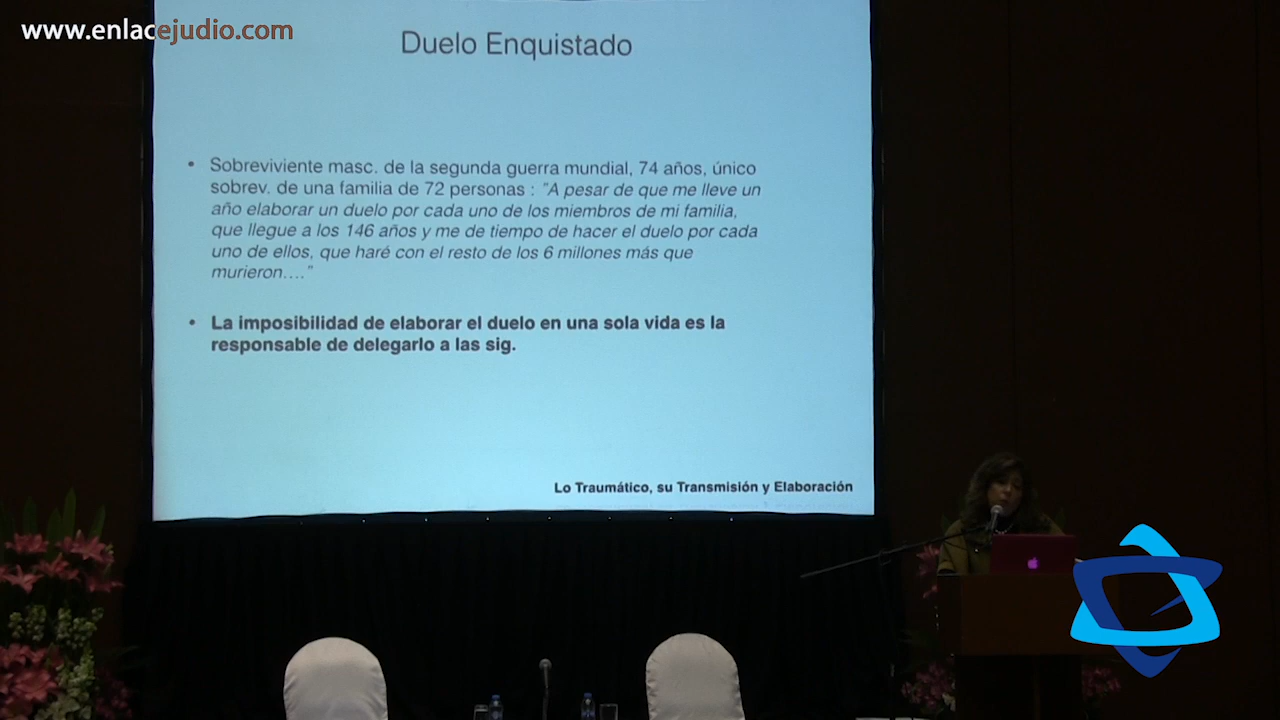 www.enlacejudio.com
Duelo Enquistado
• Sobreviviente masc. de la segunda guerra mundial, 74 años, único
sobrev. de una familia de 72 personas : "A pesar de que me lleve un
año elaborar un duelo por cada uno de los miembros de mi familia,
que llegue a los 146 años y me de tiempo de hacer el duelo por cada
uno de ellos, que haré con el resto de los 6 millones más que
murieron...."
• La imposibilidad de elaborar el duelo en una sola vida es la
responsable de delegarlo a las sig.
Lo Traumático, su Transmisión y Elaboración